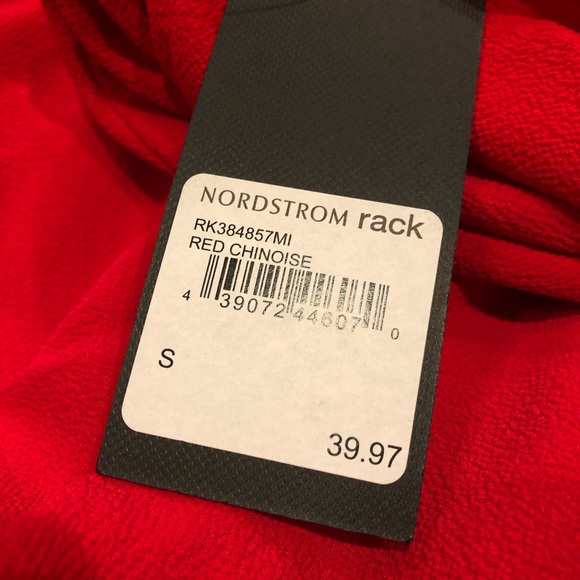 NORDSTROM rack
RK384857MI
RED CHINOISE
4 39072 44607 0
S
39.97